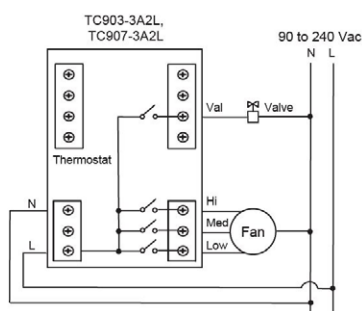 TC903-3A2L,
TC907-3A2L
90 to 240 Vac
N L
Val
Valve
Thermostat
N
Hi
Med
Fan
L
Low